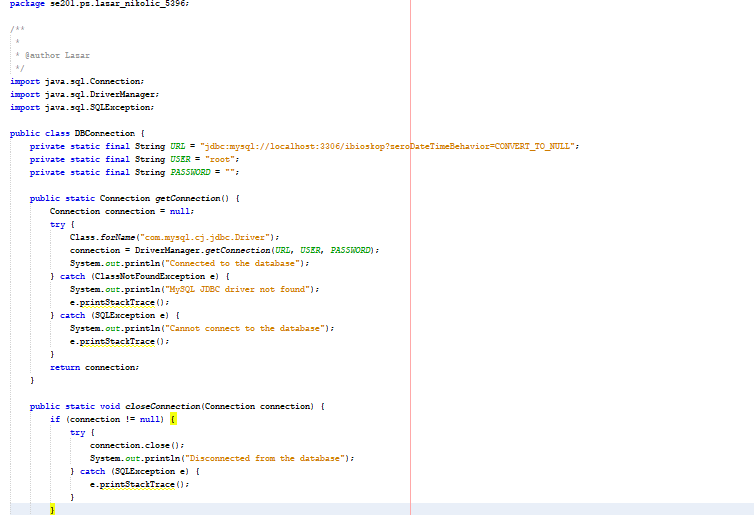 package se201.pz.lazar_nikolic_5396;
/**
*
* @author Lazar
*/
import java.sql.Connection;
import java.sql.DriverManager;
import java.sql.SQLException;
public class DBConnection {
private static final String URL = "jdbc:mysql://localhost:3306/ibioskop?zeroDateTimeBehavior=CONVERT_TO_NULL";
private static final String USER = "root";
private static final String PASSWORD = "";
public static Connection getConnection() {
Connection connection = null;
try {
Class.forName("com.mysql.cj.jdbc.Driver");
connection = DriverManager.getConnection(URL, USER, PASSWORD);
System.out.println("Connected to the database");
} catch (ClassNotFoundException e) {
System.out.println("MySQL JDBC driver not found");
e.printStackTrace();
} catch (SQLException e) {
System.out.println("Cannot connect to the database");
e.printStackTrace();
}
return connection;
}
public static void closeConnection(Connection connection) {
if (connection != null) {
try {
connection.close();
System.out.println("Disconnected from the database");
} catch (SQLException e) {
e.printStackTrace();
}
}